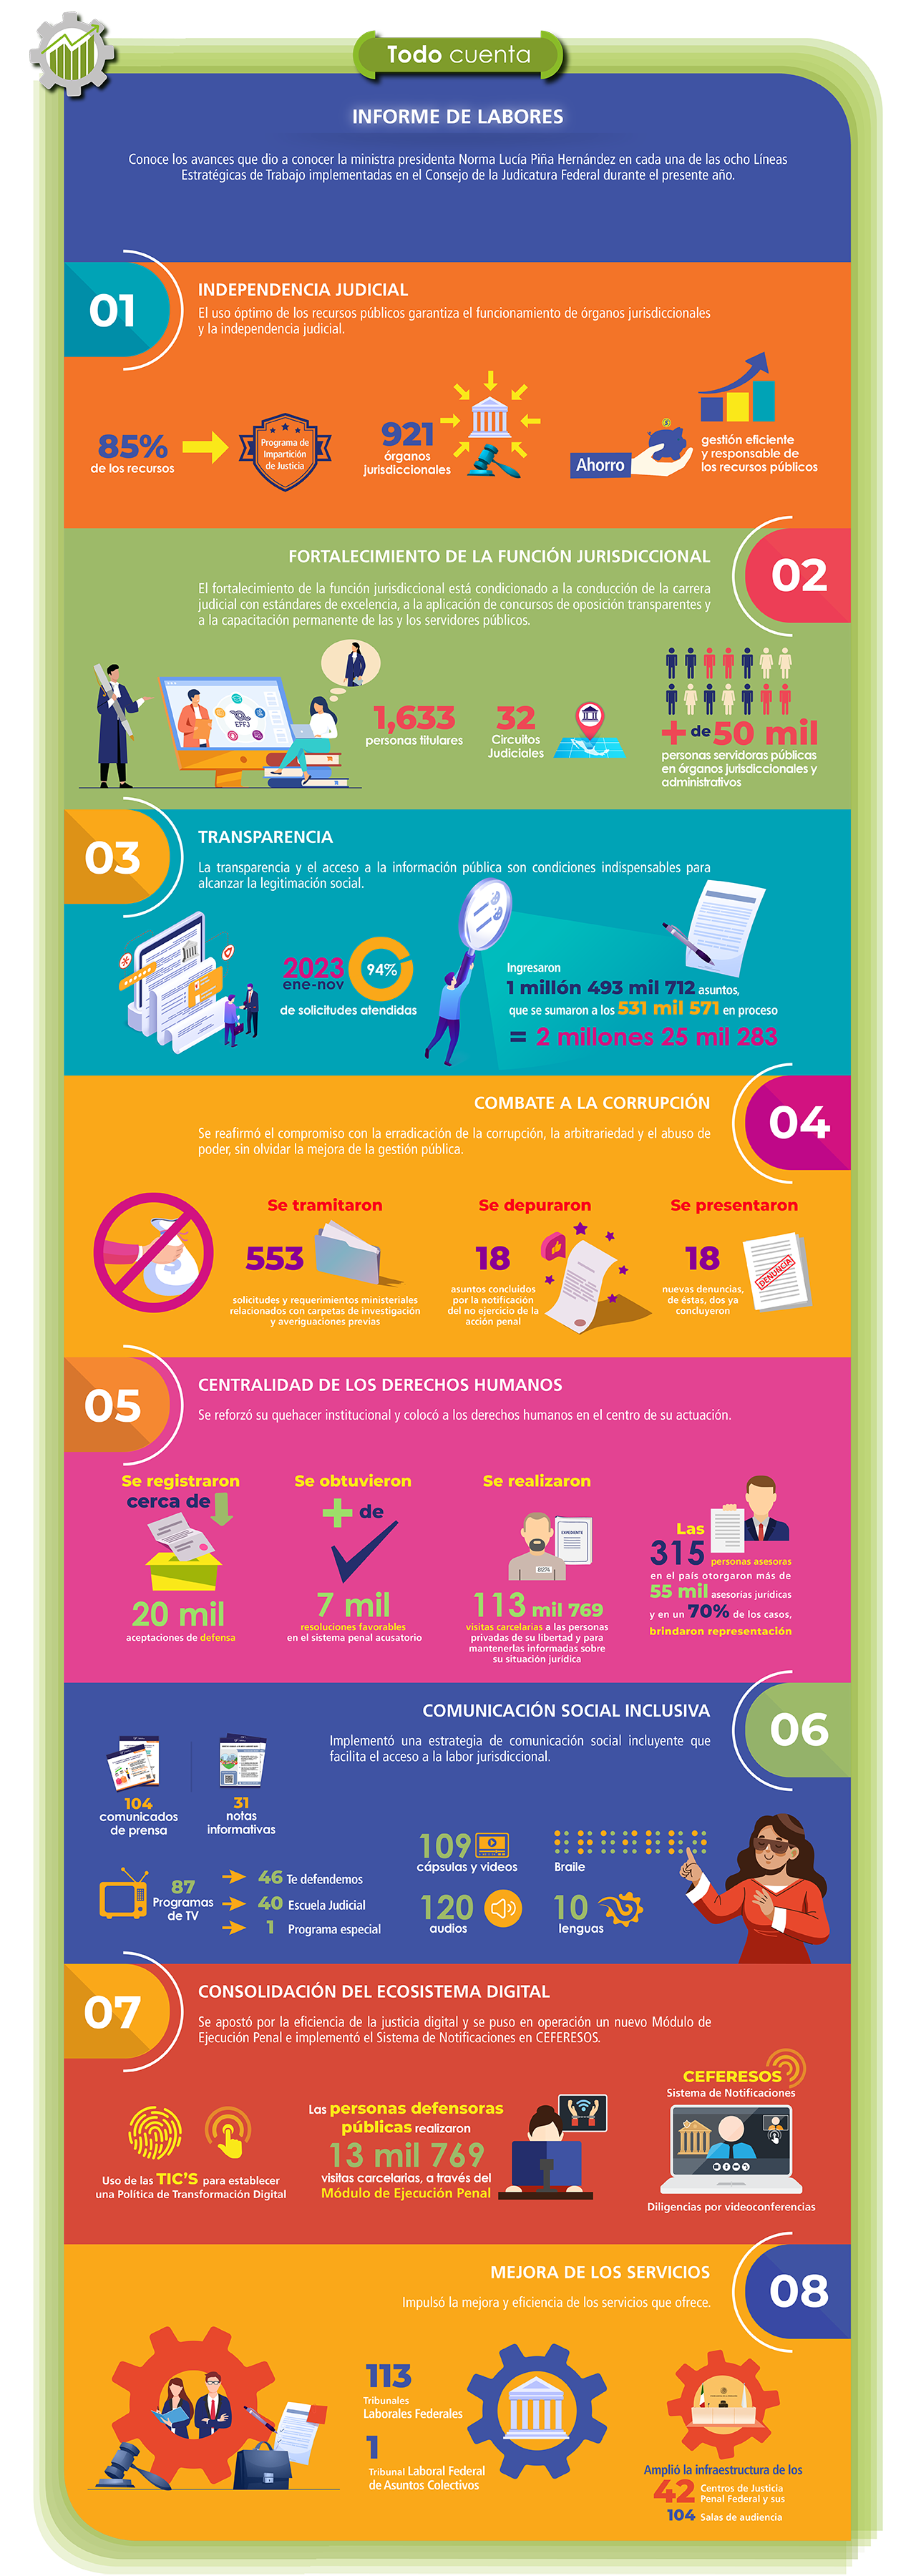 Todo cuenta
INFORME DE LABORES
Conoce los avances que dio a conocer la ministra presidenta Norma Lucía Piña Hernández en cada una de las ocho Líneas
Estratégicas de Trabajo implementadas en el Consejo de la Judicatura Federal durante el presente año.
01
INDEPENDENCIA JUDICIAL
El uso óptimo de los recursos públicos garantiza el funcionamiento de órganos jurisdiccionales
y la independencia judicial.
85%
de los recursos
Programa de
Impartición
de Justicia
921
órganos
jurisdiccionales
Ahorro
gestión eficiente
y responsable de
los recursos públicos
02
FORTALECIMIENTO DE LA FUNCIÓN JURISDICCIONAL
El fortalecimiento de la función jurisdiccional está condicionado a la conducción de la carrera
judicial con estándares de excelencia, a la aplicación de concursos de oposición transparentes y
a la capacitación permanente de las y los servidores públicos.
1,633
personas titulares
32
Circuitos
Judiciales
+ de 50 mil
personas servidoras públicas
en órganos jurisdiccionales y
administrativos
03
TRANSPARENCIA
La transparencia y el acceso a la información pública son condiciones indispensables para
alcanzar la legitimación social.
2023
ene-nov
94%
de solicitudes atendidas
Ingresaron
1 millón 493 mil 712 asuntos,
que se sumaron a los 531 mil 571 en proceso
= 2 millones 25 mil 283
04
COMBATE A LA CORRUPCIÓN
Se reafirmó el compromiso con la erradicación de la corrupción, la arbitrariedad y el abuso de
poder, sin olvidar la mejora de la gestión pública.
Se tramitaron
553
solicitudes y requerimientos ministeriales
relacionados con carpetas de investigación
y averiguaciones previas
Se depuraron
18
asuntos concluidos
por la notificación
del no ejercicio de la
acción penal
Se presentaron
18
nuevas denuncias,
de éstas, dos ya
concluyeron
DENUNCIA
05
CENTRALIDAD DE LOS DERECHOS HUMANOS
Se reforzó su quehacer institucional y colocó a los derechos humanos en el centro de su actuación.
Se registraron
cerca de
20 mil
aceptaciones de defensa
Se obtuvieron
+ de
7 mil
resoluciones favorables
en el sistema penal acusatorio
Se realizaron
EXPEDIENTE
113 mil 769
visitas carcelarias a las personas
privadas de su libertad y para
mantenerlas informadas sobre
su situación jurídica
Las
315 personas asesoras
en el país otorgaron más de
55 mil asesorías jurídicas
y en un 70% de los casos,
brindaron representación
06
COMUNICACIÓN SOCIAL INCLUSIVA
Implementó una estrategia de comunicación social incluyente que
facilita el acceso a la labor jurisdiccional.
104
comunicados
de prensa
31
notas
informativas
87
Programas
de TV
46 Te defendemos
40 Escuela Judicial
1 Programa especial
109
cápsulas y videos
Braile
120
audios
10
lenguas
07
CONSOLIDACIÓN DEL ECOSISTEMA DIGITAL
Se apostó por la eficiencia de la justicia digital y se puso en operación un nuevo Módulo de
Ejecución Penal e implementó el Sistema de Notificaciones en CEFERESOS.
Uso de las TIC'S para establecer
una Política de Transformación Digital
Las personas defensoras
públicas realizaron
13 mil 769
visitas carcelarias, a través del
Módulo de Ejecución Penal
CEFERESOS
Sistema de Notificaciones
Diligencias por videoconferencias
08
MEJORA DE LOS SERVICIOS
Impulsó la mejora y eficiencia de los servicios que ofrece.
113
Tribunales
Laborales Federales
1
Tribunal Laboral Federal
de Asuntos Colectivos
Amplió la infraestructura de los
42 Centros de Justicia
Penal Federal y sus
104 Salas de audiencia